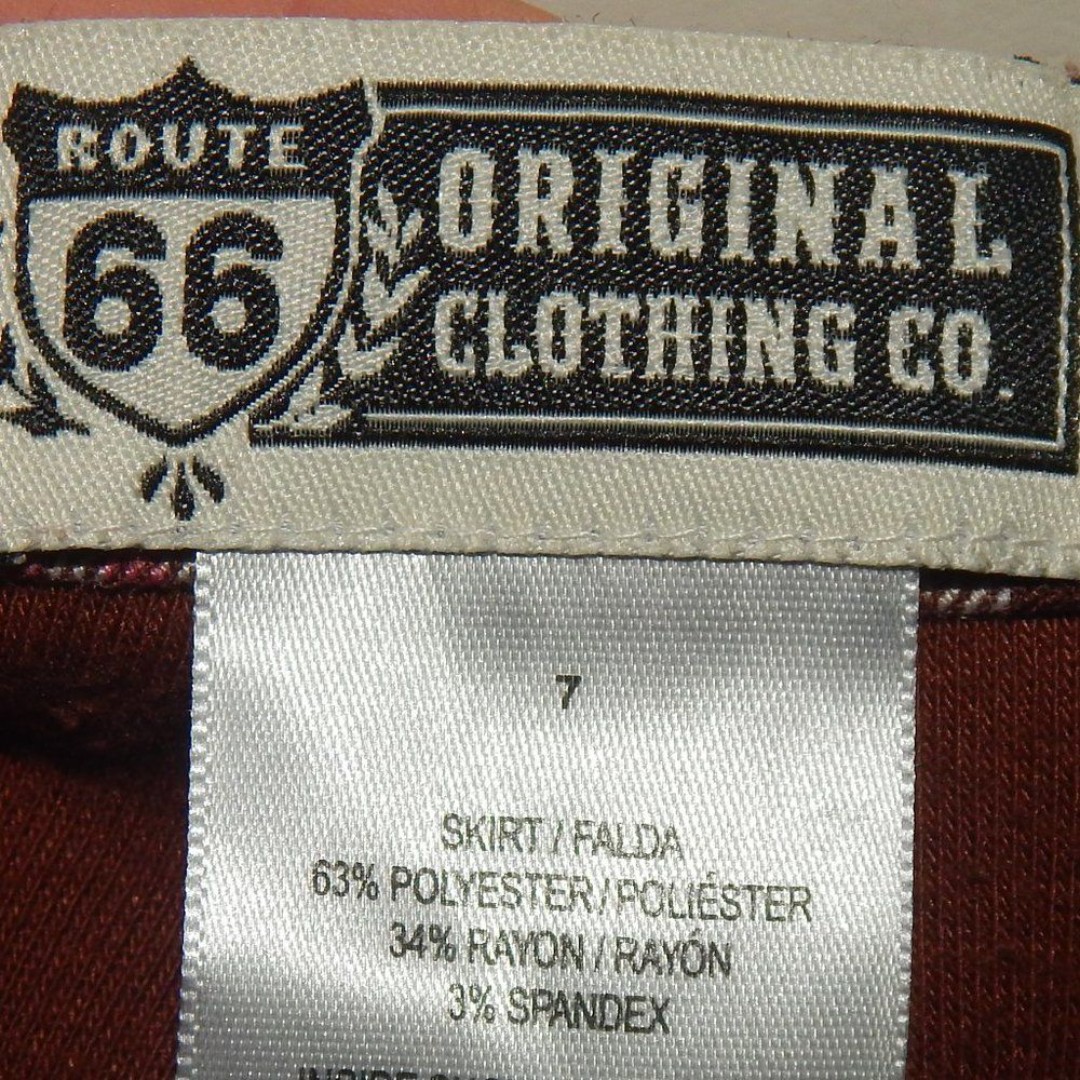 ROUTE
66
ORIGINAL
CLOTHING CO.
7
SKIRT / FALDA
63% POLYESTER / POLIÉSTER
34% RAYON / RAYÓN
3% SPANDEX